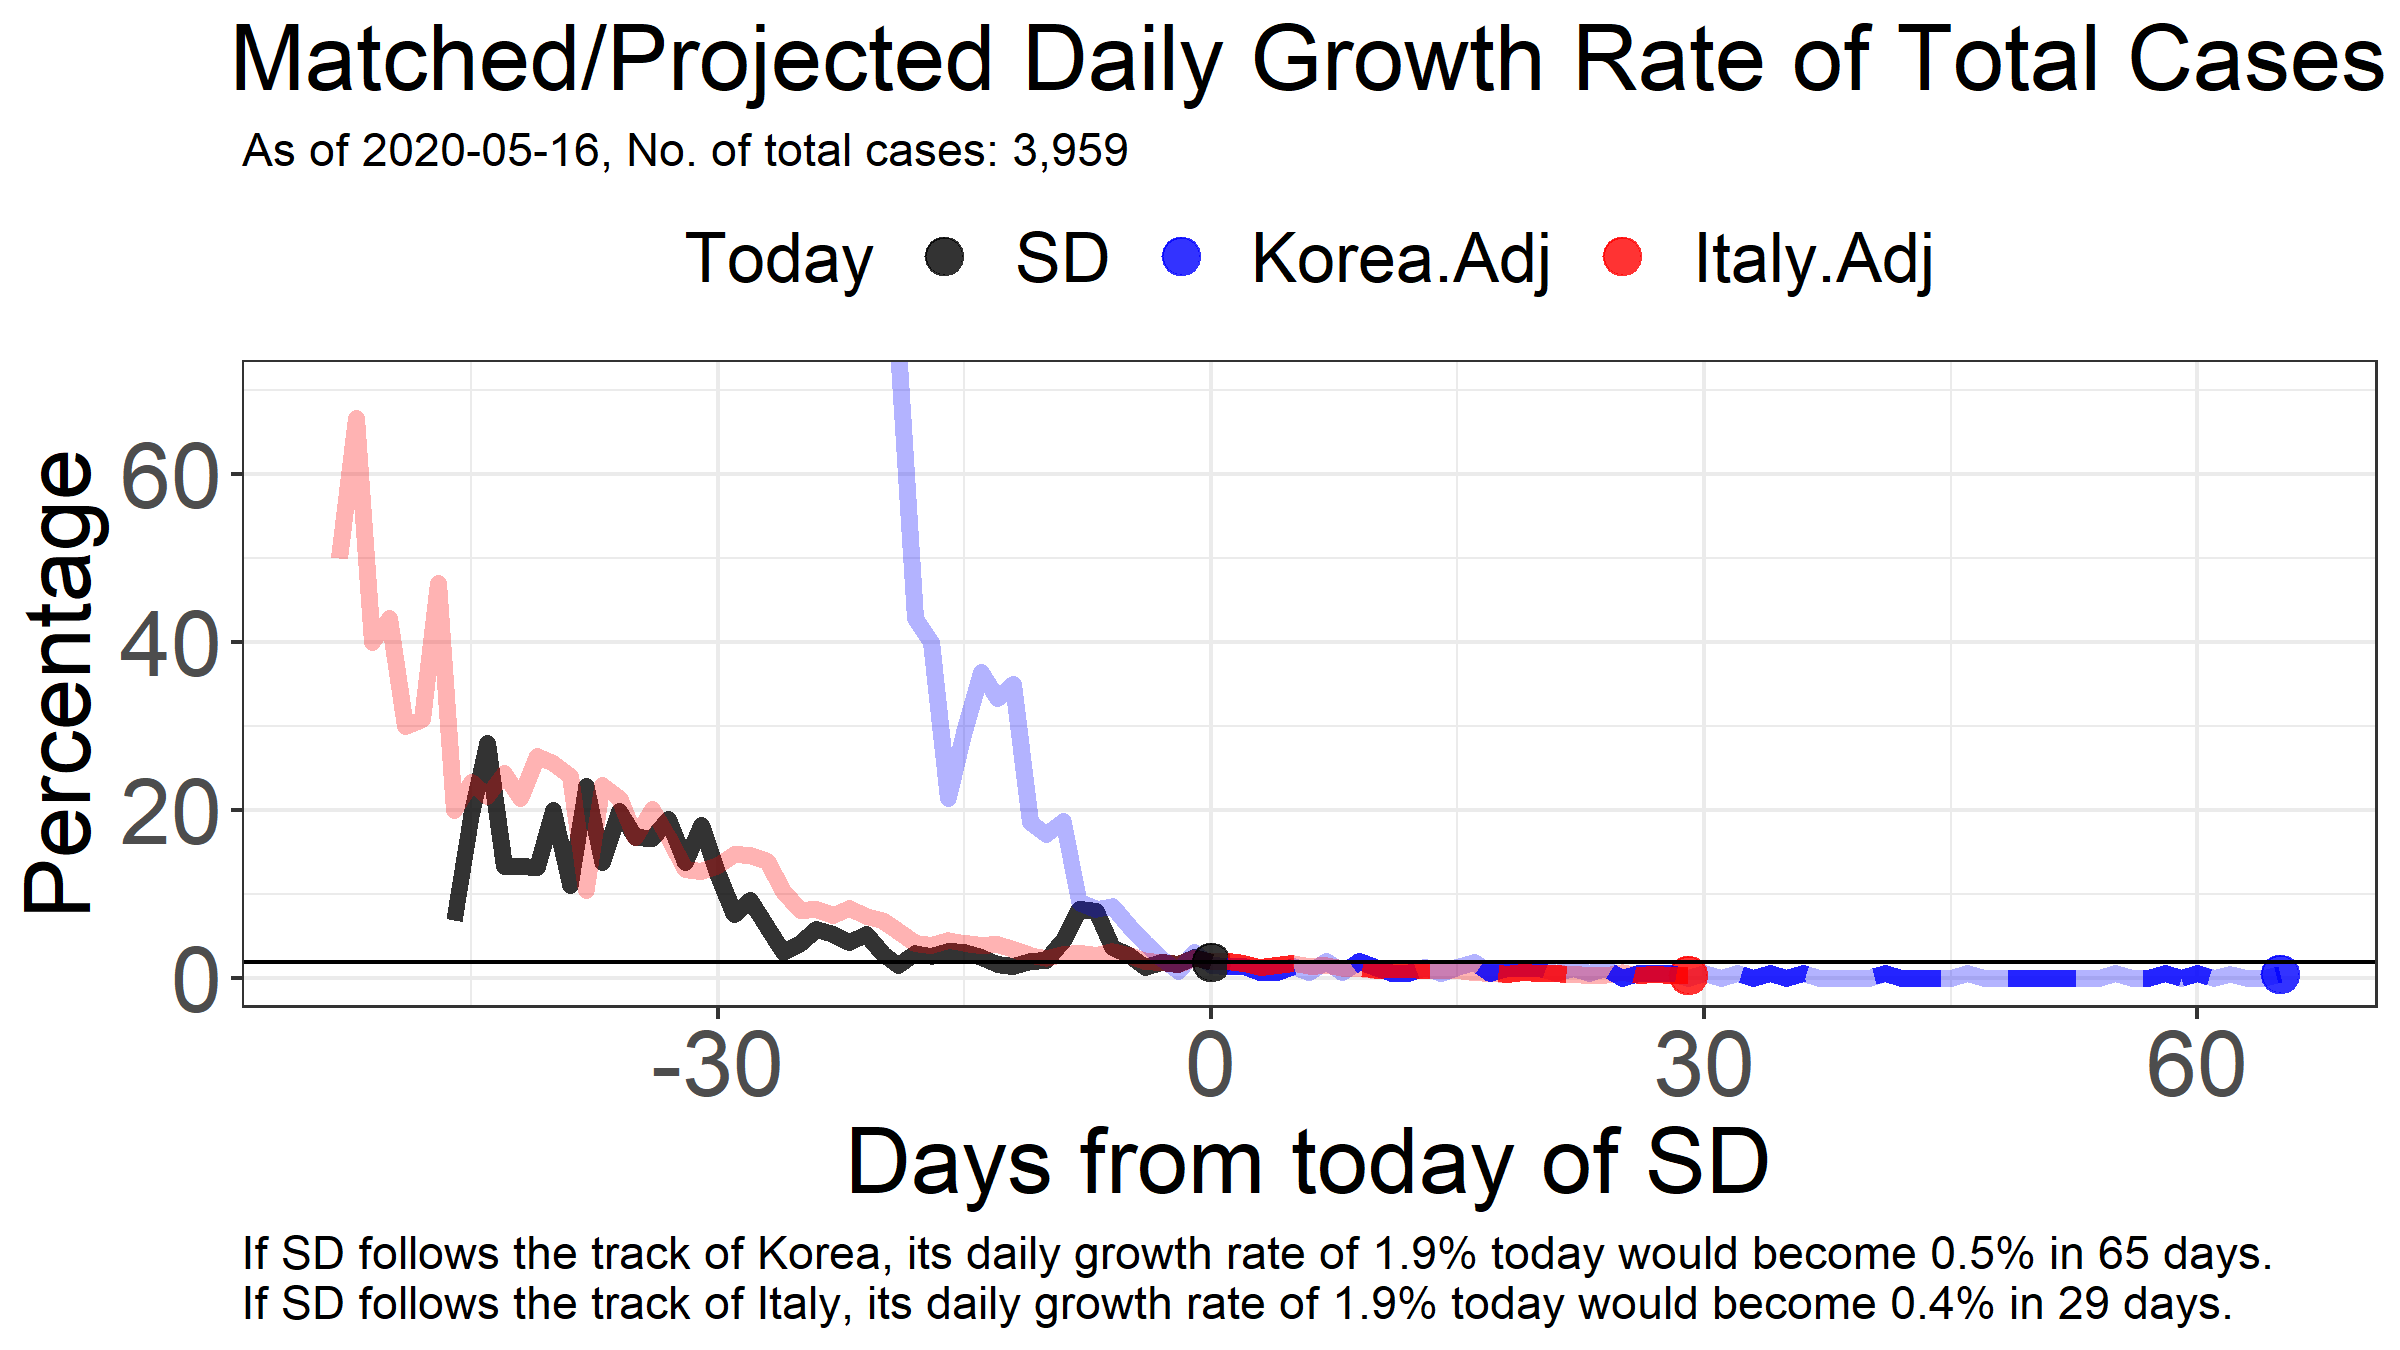 Matched/Projected Daily Growth Rate of Total Cases
As of 2020-05-16, No. of total cases: 3,959
Today SD Korea.Adj Italy.Adj
Percentage
60
40
20
0
-30 0 30 60
Days from today of SD
If SD follows the track of Korea, its daily growth rate of 1.9% today would become 0.5% in 65 days.
If SD follows the track of Italy, its daily growth rate of 1.9% today would become 0.4% in 29 days.